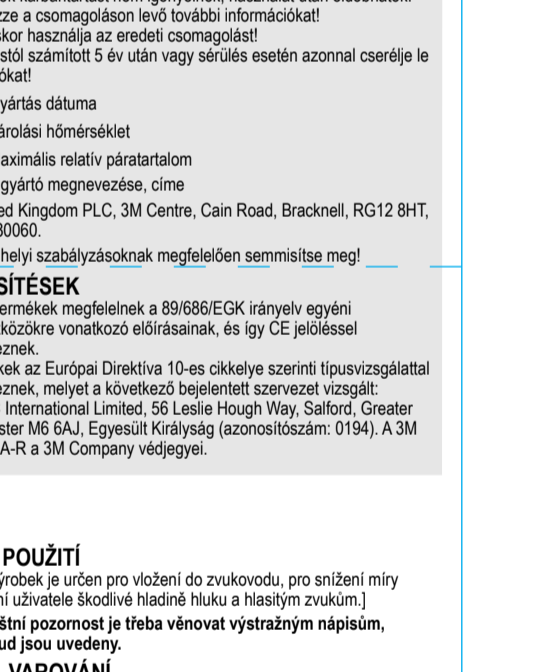 zze a csomagoláson levő további információkat!
kor használja az eredeti csomagolást!
stól számított 5 év után vagy sérülés esetén azonnal cserélje le
ókat!
yártás dátuma
árolási hőmérséklet
aximális relatív páratartalom
gyártó megnevezése, címe
ed Kingdom PLC, 3M Centre, Cain Road, Bracknell, RG12 8HT,
30060.
helyi szabályzásoknak megfelelően semmisítse meg!
SÍTÉSEK
ermékek megfelelnek a 89/686/EGK irányelv egyéni
zközökre vonatkozó előírásainak, és így CE jelöléssel
eznek.
kek az Európai Direktíva 10-es cikkelye szerinti típusvizsgálattal
eznek, melyet a következő bejelentett szervezet vizsgált:
International Limited, 56 Leslie Hough Way, Salford, Greater
ster M6 6AJ, Egyesült Királyság (azonosítószám: 0194). A 3M
A-R a 3M Company védjegyei.
POUŽITÍ
ýrobek je určen pro vložení do zvukovodu, pro snížení míry
ní uživatele škodlivé hladině hluku a hlasitým zvukům.]
štní pozornost je třeba věnovat výstražným nápisům,
ud jsou uvedeny.
VAROVÁNÍ